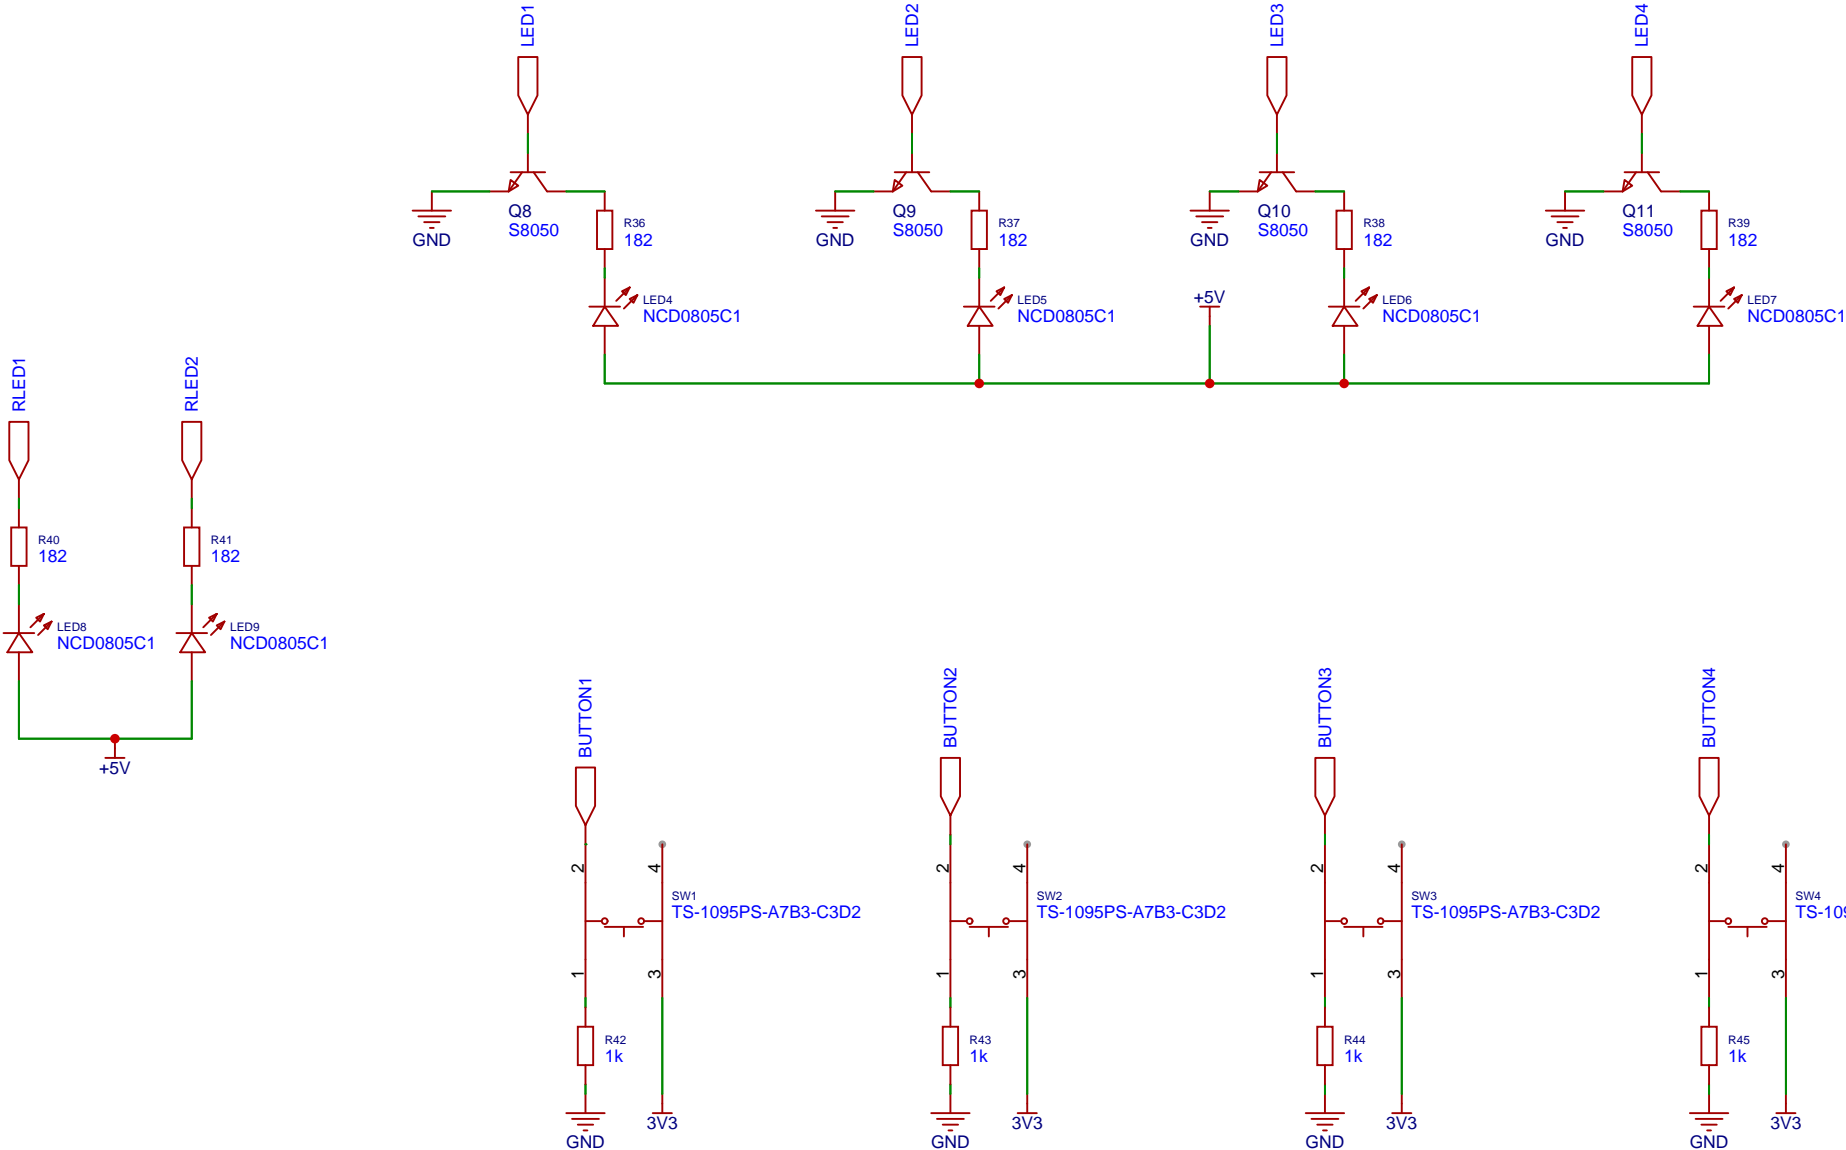 LED1
LED2
LED3
LED4
GND
Q8
S8050
R36
182
GND
Q9
S8050
R37
182
GND
Q10
S8050
R38
182
GND
Q11
S8050
R39
182
LED4
NCD0805C1
LED5
NCD0805C1
+5V
LED6
NCD0805C1
LED7
NCD0805C1
RLED1
RLED2
R40
182
R41
182
LED8
NCD0805C1
LED9
NCD0805C1
+5V
BUTTON1
BUTTON2
BUTTON3
BUTTON4
2
4
SW1
TS-1095PS-A7B3-C3D2
1
3
R42
1k
GND
3V3
2
4
SW2
TS-1095PS-A7B3-C3D2
1
3
R43
1k
GND
3V3
2
4
SW3
TS-1095PS-A7B3-C3D2
1
3
R44
1k
GND
3V3
2
4
SW4
TS-109
1
3
R45
1k
GND
3V3